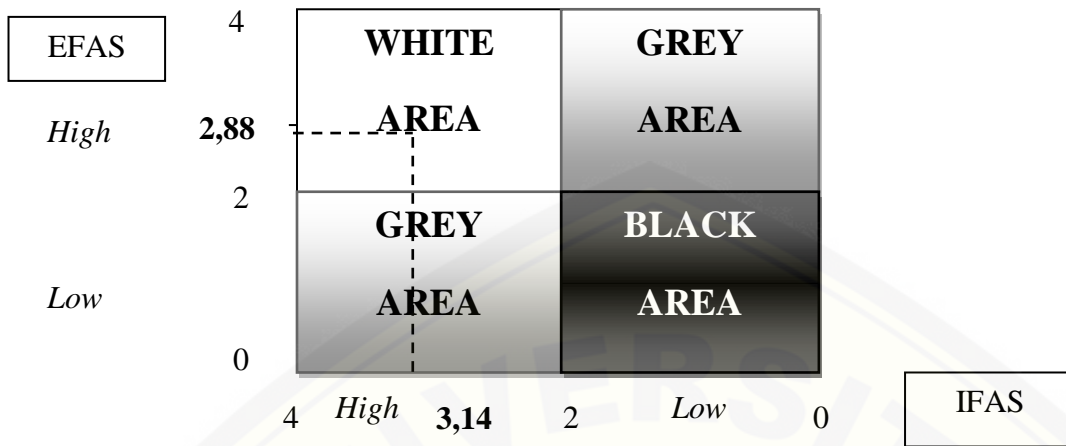 4
EFAS
WHITE
GREY
High
2,88
AREA
AREA
2
GREY
BLACK
Low
AREA
AREA
0
4
High
3,14
2
Low
0
IFAS
VERSIT